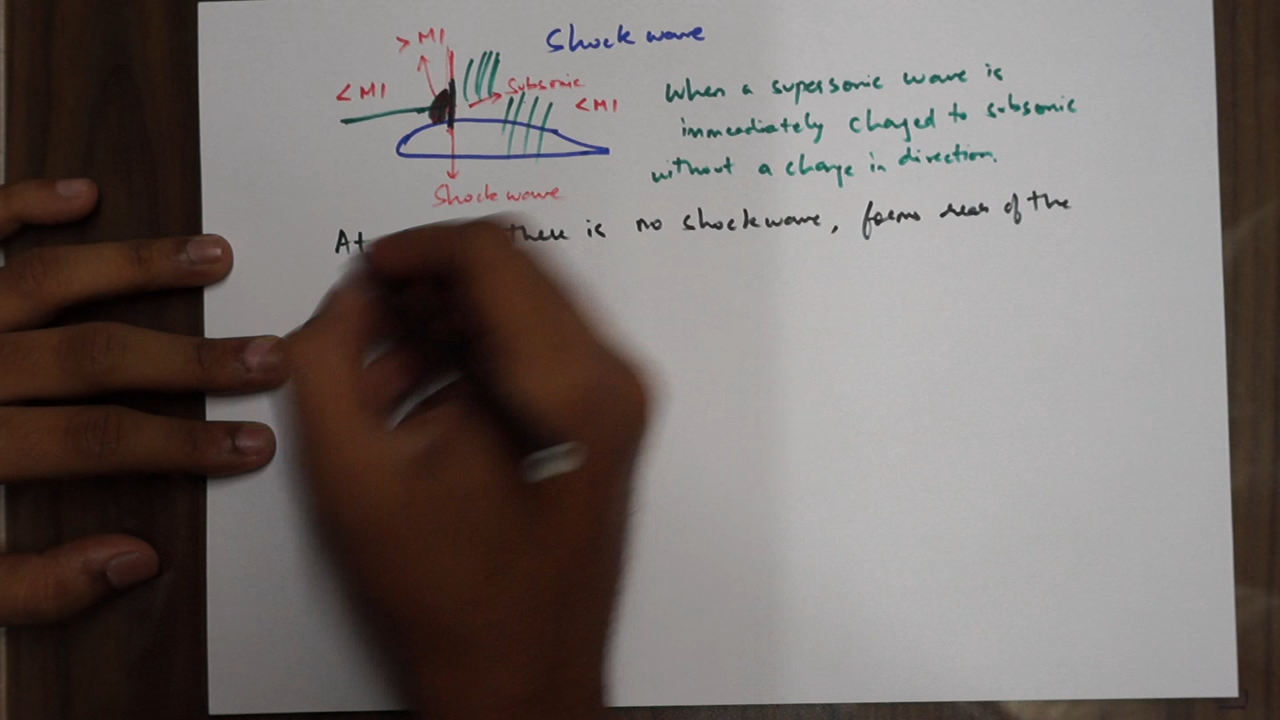 Shock wave
> M1
< M1
Subsonic
< M1
Shock wave
When a supersonic wave is
immediately changed to subsonic
without a change in direction.
At there is no shockwave, forms rear of the